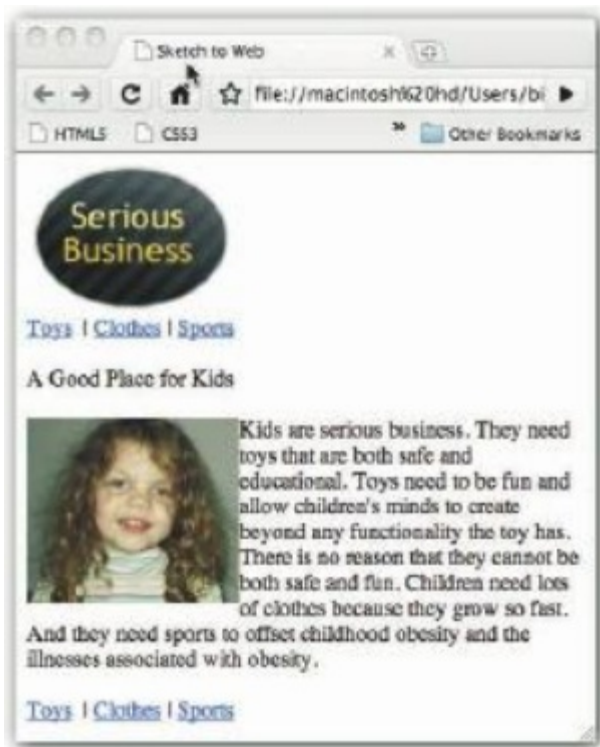 Sketch to Web
file://macintosh%20hd/Users/bi
HTML5 CSS3 » Other Bookmarks
Serious
Business
Toys | Clothes | Sports
A Good Place for Kids
Kids are serious business. They need
toys that are both safe and
educational. Toys need to be fun and
allow children's minds to create
beyond any functionality the toy has.
There is no reason that they cannot be
both safe and fun. Children need lots
of clothes because they grow so fast.
And they need sports to offset childhood obesity and the
illnesses associated with obesity.
Toys | Clothes | Sports